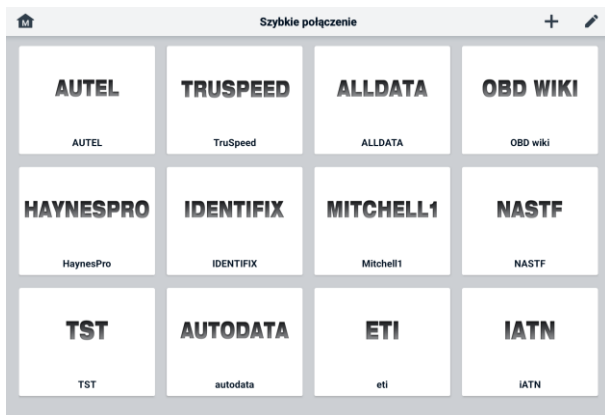 M
Szybkie połączenie
AUTEL
TRUSPEED
ALLDATA
OBD WIKI
AUTEL
TruSpeed
ALLDATA
OBD wiki
HAYNESPRO
IDENTIFIX
MITCHELL1
NASTF
HaynesPro
IDENTIFIX
Mitchell1
NASTF
TST
AUTODATA
ETI
IATN
TST
autodata
eti
iATN